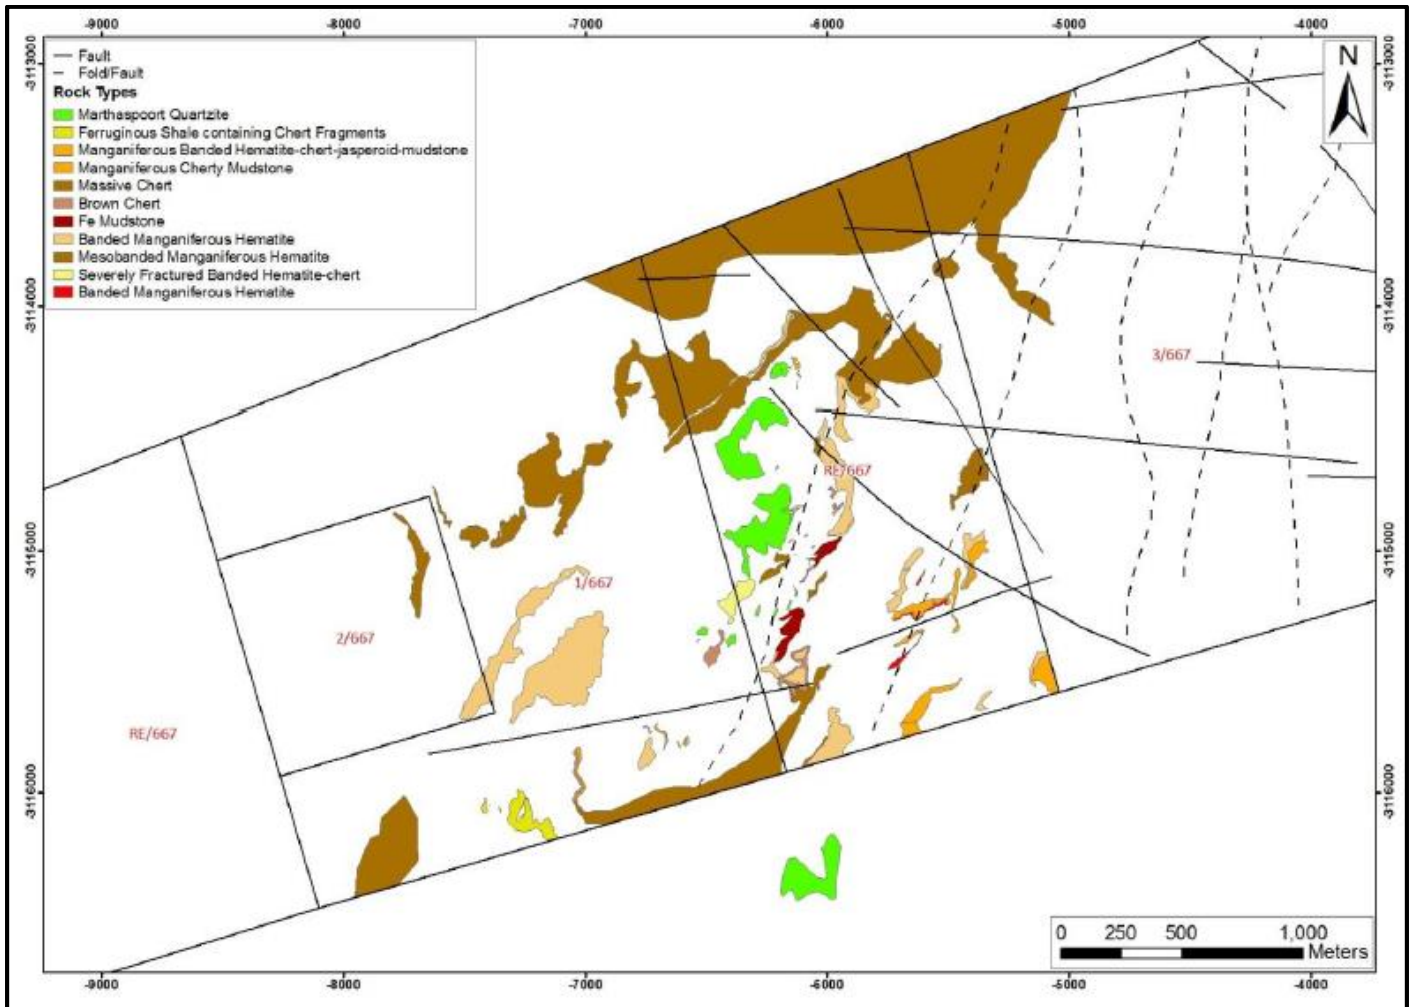 -9000 -8000 -7000 -6000 -5000 -4000
-3113000 -3113000
Fault
Fold/Fault
Rock Types
Marthaspoort Quartzite
Ferruginous Shale containing Chert Fragments
Manganiferous Banded Hematite-chert-jasperoid-mudstone
Manganiferous Cherty Mudstone
Massive Chert
Brown Chert
Fe Mudstone
Banded Manganiferous Hematite
Mesobanded Manganiferous Hematite
Severely Fractured Banded Hematite-chert
Banded Manganiferous Hematite
N
-3114000 -3114000
3/667
RE/667
-3115000 -3115000
1/667
2/667
RE/667
-3116000 -3116000
0 250 500 1,000
Meters
-9000 -8000 -7000 -6000 -5000 -4000